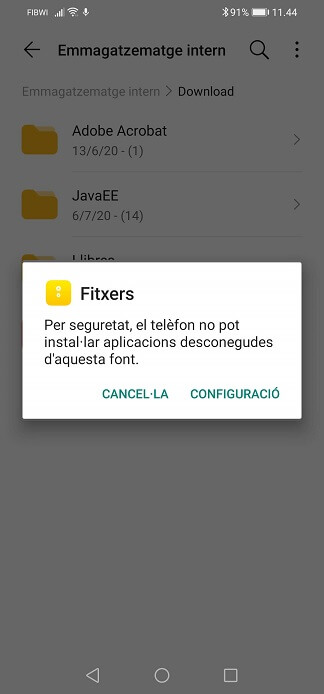 FIBWI 91% 11.44
Emmagatzematge intern
Emmagatzematge intern > Download
Adobe Acrobat
13/6/20 - (1)
JavaEE
6/7/20 - (14)
Llibres
Fitxers
Per seguretat, el telèfon no pot
instal·lar aplicacions desconegudes
d'aquesta font.
CANCEL·LA CONFIGURACIÓ